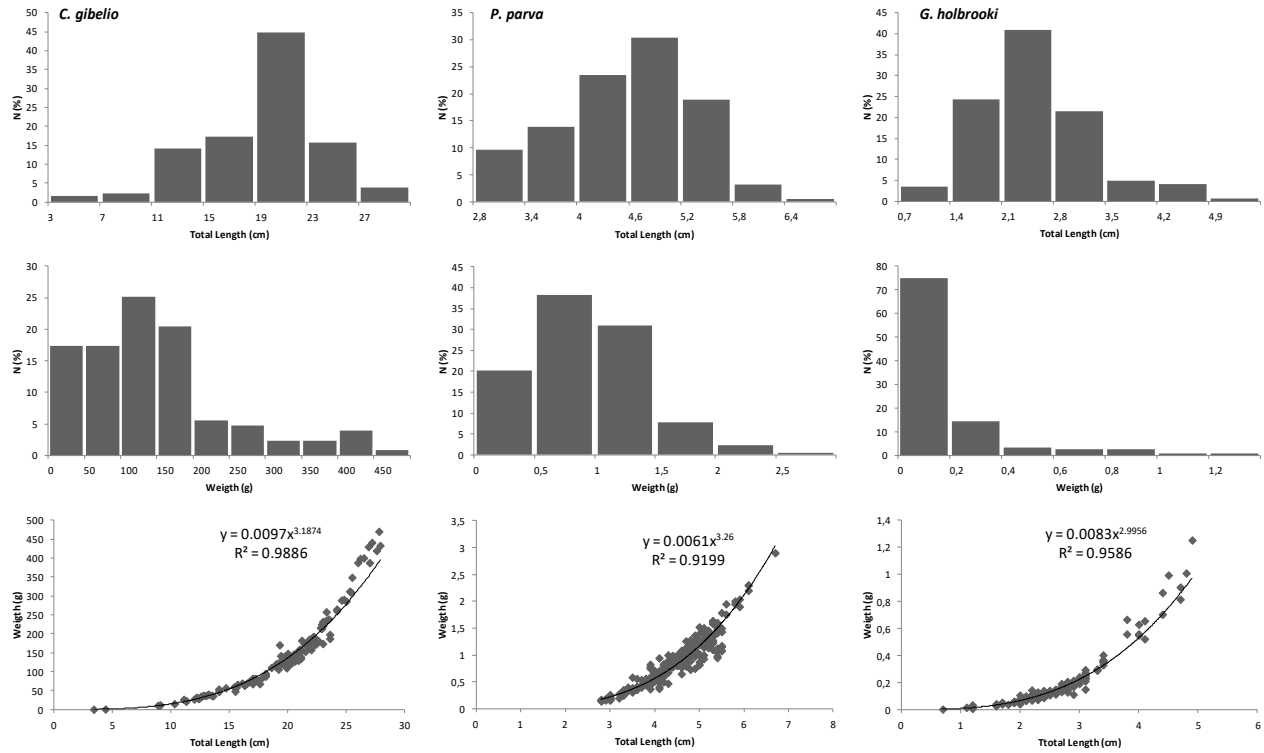 C. gibelio
50
45
40
35
30
25
20
15
10
5
0
N (%)
3 7 11 15 19 23 27
Total Length (cm)
P. parva
35
30
25
20
15
10
5
0
N (%)
2,8 3,4 4 4,6 5,2 5,8 6,4
Total Length (cm)
G. holbrooki
45
40
35
30
25
20
15
10
5
0
N (%)
0,7 1,4 2,1 2,8 3,5 4,2 4,9
Total Length (cm)
30
25
20
15
10
5
0
N (%)
0 50 100 150 200 250 300 350 400 450
Weigth (g)
45
40
35
30
25
20
15
10
5
0
N (%)
0 0,5 1 1,5 2 2,5
Weigth (g)
80
70
60
50
40
30
20
10
0
N (%)
0 0,2 0,4 0,6 0,8 1 1,2
Weigth (g)
500
450
400
350
300
250
200
150
100
50
0
Weigth (g)
y = 0.0097x^3.1874
R² = 0.9886
0 5 10 15 20 25 30
Ttotal Length (cm)
3,5
3
2,5
2
1,5
1
0,5
0
Weigth (g)
y = 0.0061x^3.26
R² = 0.9199
0 1 2 3 4 5 6 7 8
Ttotal Length (cm)
1,4
1,2
1
0,8
0,6
0,4
0,2
0
Weigth (g)
y = 0.0083x^2.9956
R² = 0.9586
0 1 2 3 4 5 6
Ttotal Length (cm)